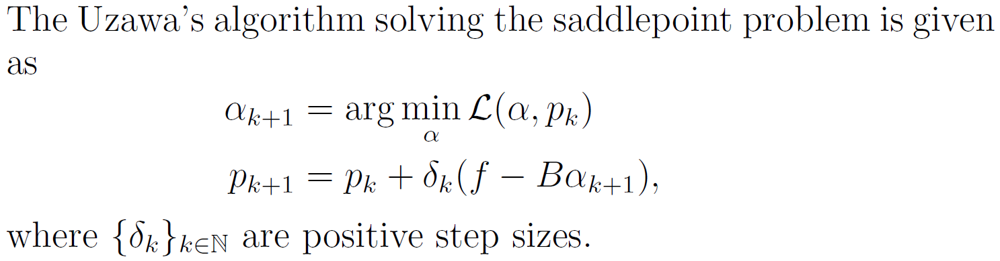 The Uzawa's algorithm solving the saddlepoint problem is given
as
α_{k+1} = arg min_α 𝓛(α, p_k)
p_{k+1} = p_k + δ_k(f − Bα_{k+1}),
where {δ_k}_{k∈ℕ} are positive step sizes.